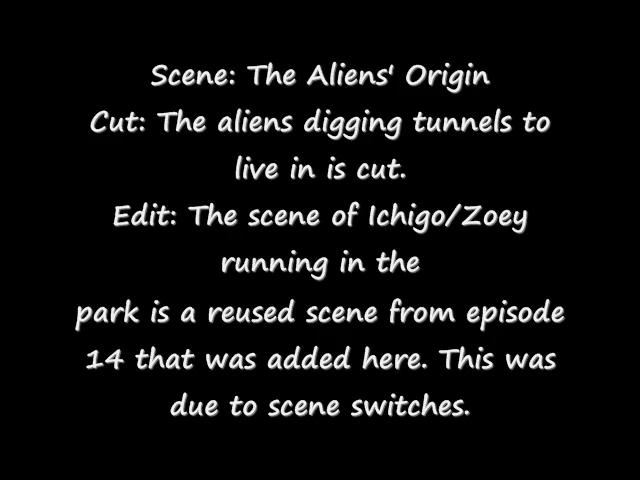 Scene: The Aliens' Origin
Cut: The aliens digging tunnels to
live in is cut.
Edit: The scene of Ichigo/Zoey
running in the
park is a reused scene from episode
14 that was added here. This was
due to scene switches.